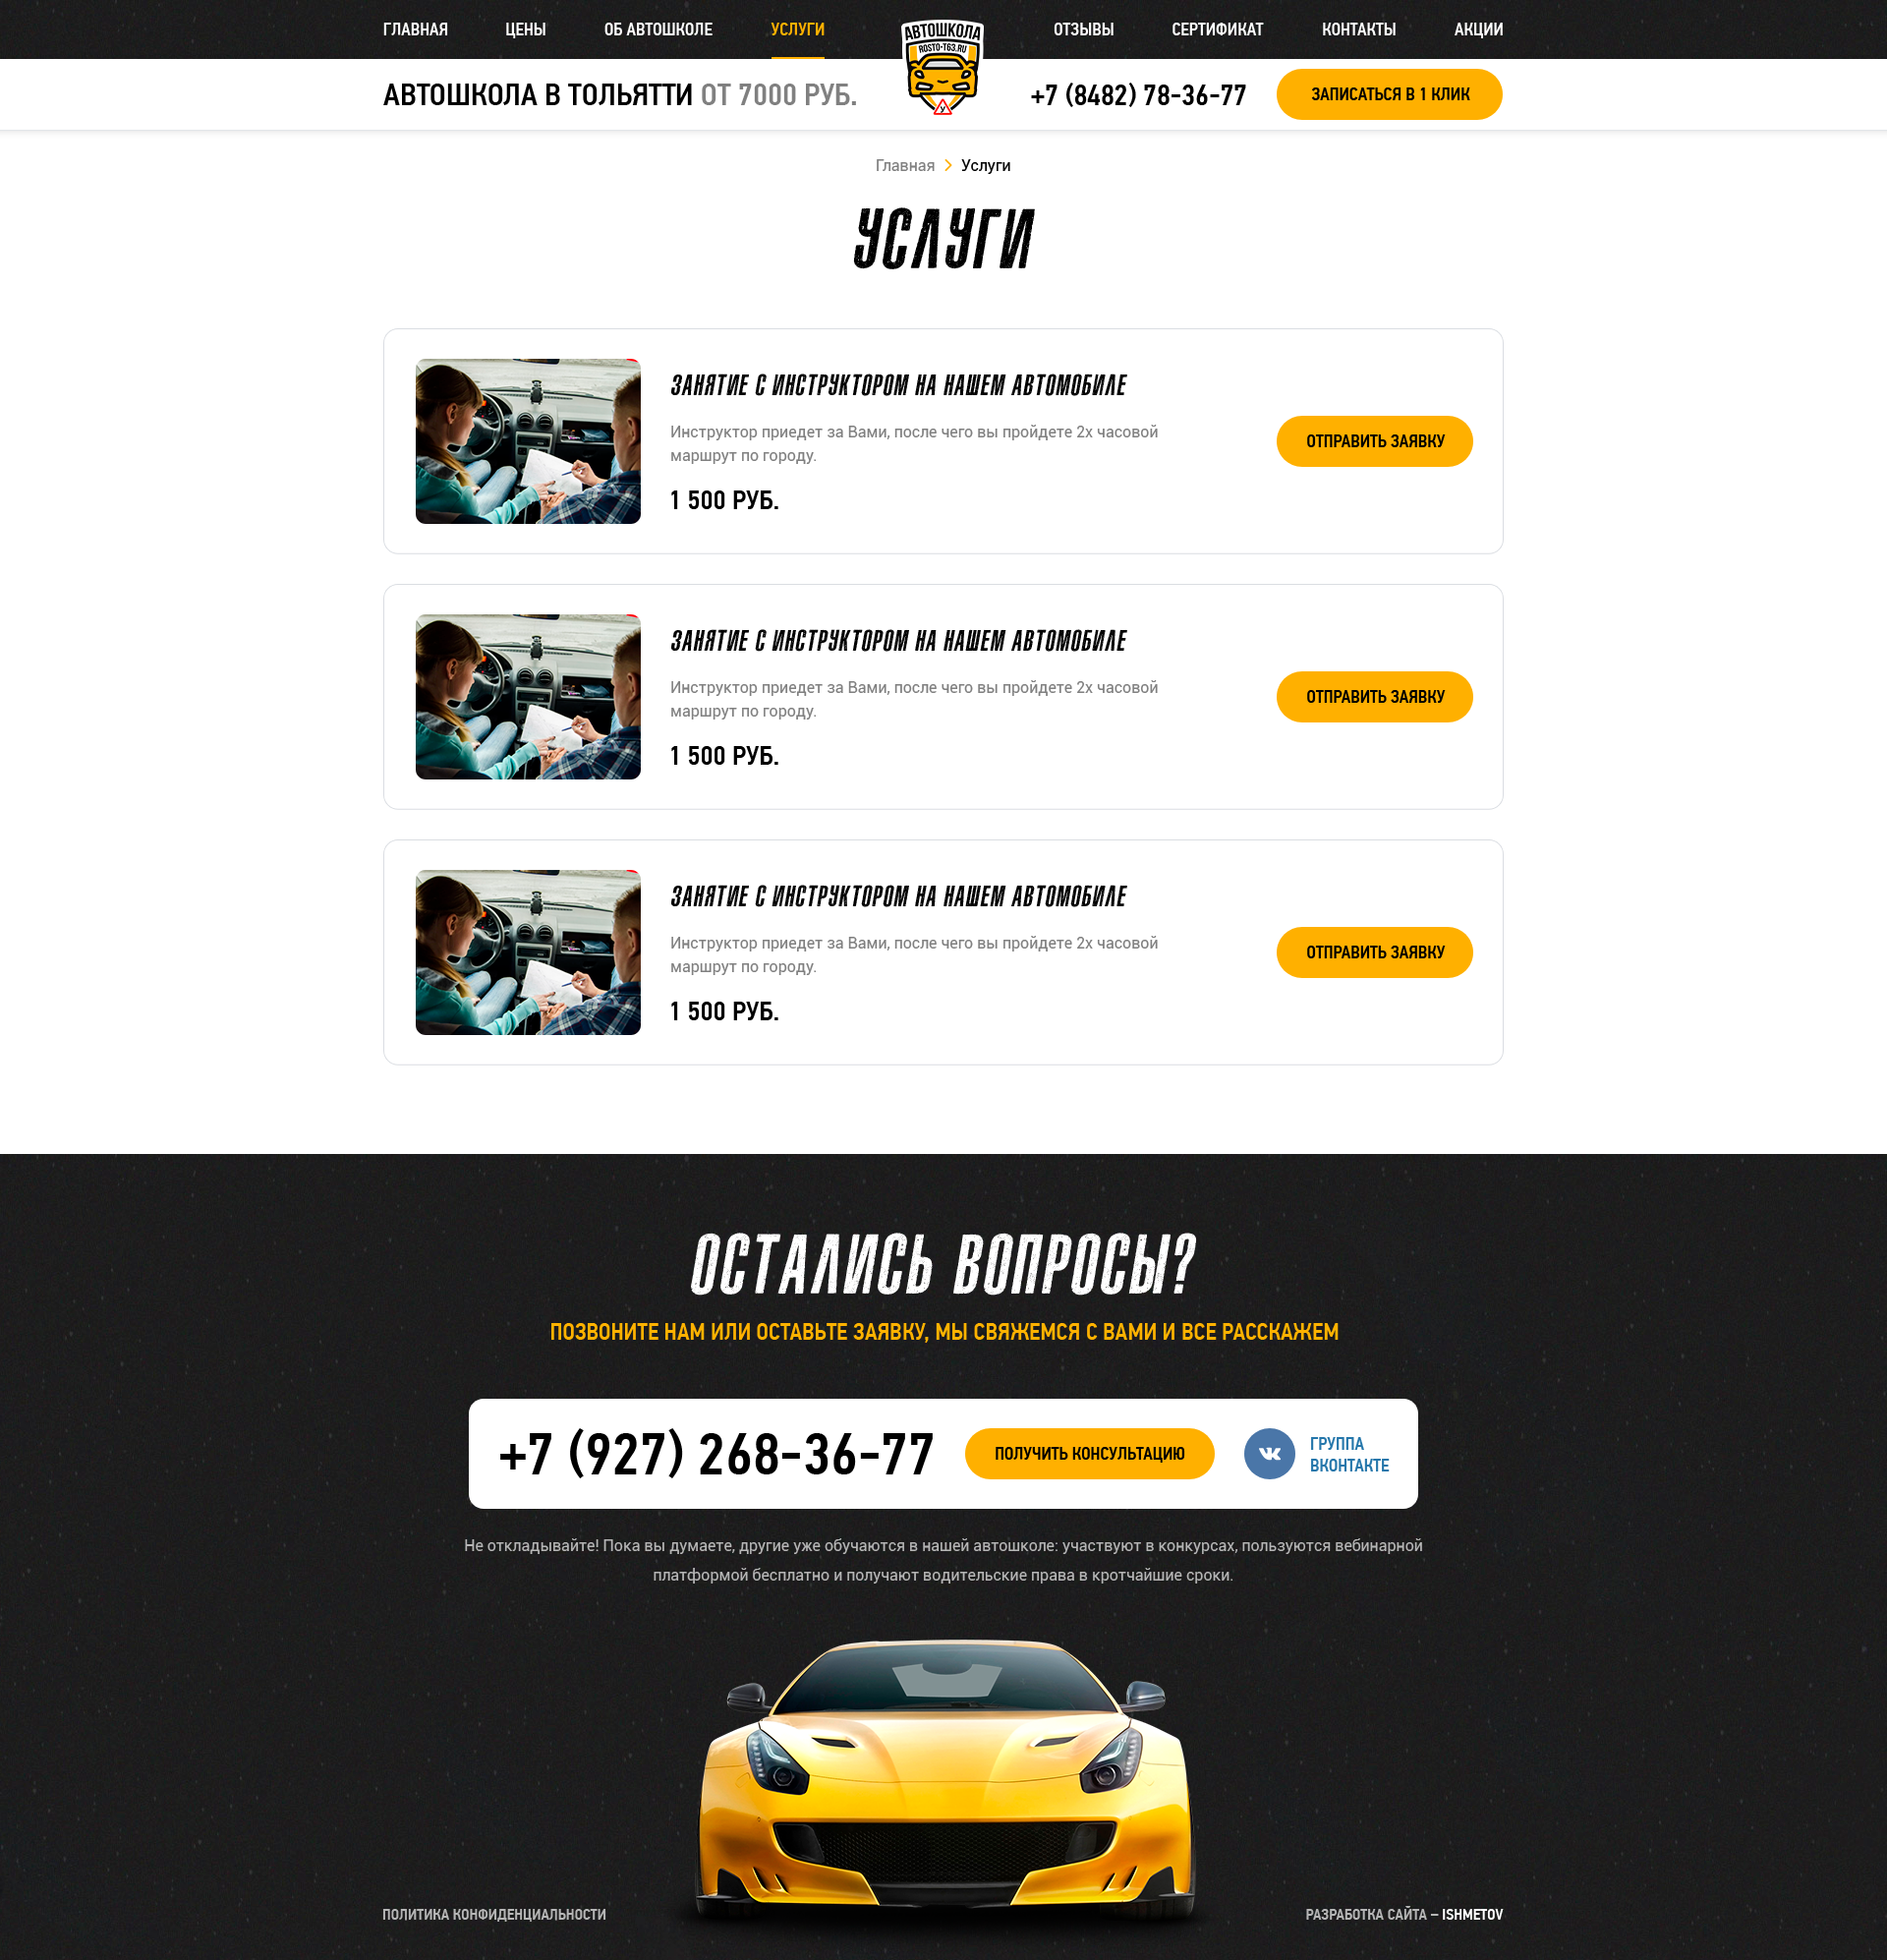 ГЛАВНАЯ ЦЕНЫ ОБ АВТОШКОЛЕ УСЛУГИ ОТЗЫВЫ СЕРТИФИКАТ КОНТАКТЫ АКЦИИ
АВТОШКОЛА
ROSTO-T63.RU
У
АВТОШКОЛА В ТОЛЬЯТТИ ОТ 7000 РУБ. +7 (8482) 78-36-77 ЗАПИСАТЬСЯ В 1 КЛИК
Главная Услуги
УСЛУГИ
ЗАНЯТИЕ С ИНСТРУКТОРОМ НА НАШЕМ АВТОМОБИЛЕ
Инструктор приедет за Вами, после чего вы пройдете 2х часовой
маршрут по городу.
1 500 РУБ.
ОТПРАВИТЬ ЗАЯВКУ
ЗАНЯТИЕ С ИНСТРУКТОРОМ НА НАШЕМ АВТОМОБИЛЕ
Инструктор приедет за Вами, после чего вы пройдете 2х часовой
маршрут по городу.
1 500 РУБ.
ОТПРАВИТЬ ЗАЯВКУ
ЗАНЯТИЕ С ИНСТРУКТОРОМ НА НАШЕМ АВТОМОБИЛЕ
Инструктор приедет за Вами, после чего вы пройдете 2х часовой
маршрут по городу.
1 500 РУБ.
ОТПРАВИТЬ ЗАЯВКУ
ОСТАЛИСЬ ВОПРОСЫ?
ПОЗВОНИТЕ НАМ ИЛИ ОСТАВЬТЕ ЗАЯВКУ, МЫ СВЯЖЕМСЯ С ВАМИ И ВСЕ РАССКАЖЕМ
+7 (927) 268-36-77 ПОЛУЧИТЬ КОНСУЛЬТАЦИЮ
ГРУППА
ВКОНТАКТЕ
Не откладывайте! Пока вы думаете, другие уже обучаются в нашей автошколе: участвуют в конкурсах, пользуются вебинарной
платформой бесплатно и получают водительские права в кротчайшие сроки.
ПОЛИТИКА КОНФИДЕНЦИАЛЬНОСТИ РАЗРАБОТКА САЙТА – ISHMETOV